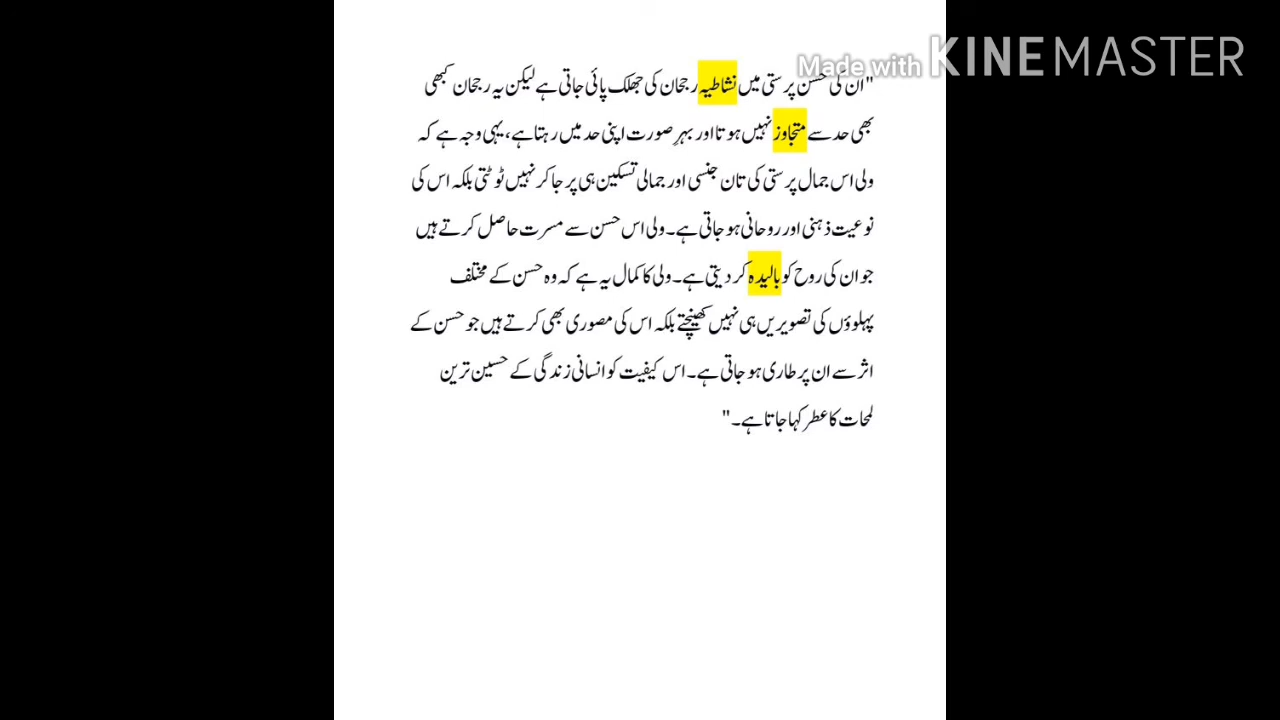 Made with KINEMASTER
"ان کی حسن پرستی میں نشاطیہ رجحان کی جھلک پائی جاتی ہے لیکن یہ رجحان کبھی
بھی حد سے متجاوز نہیں ہوتا اور بہرِ صورت اپنی حد میں رہتا ہے، یہی وجہ ہے کہ
ولی اس جمال پرستی کی تان جنسی اور جمالی تسکین ہی پر جا کر نہیں ٹوٹتی بلکہ اس کی
نوعیت ذہنی اور روحانی ہو جاتی ہے۔ ولی اس حسن سے مسرت حاصل کرتے ہیں
جو ان کی روح کو بالیدہ کر دیتی ہے۔ ولی کا کمال یہ ہے کہ وہ حسن کے مختلف
پہلوؤں کی تصویریں ہی نہیں کھینچتے بلکہ اس کی مصوری بھی کرتے ہیں جو حسن کے
اثر سے ان پر طاری ہو جاتی ہے۔ اس کیفیت کو انسانی زندگی کے حسین ترین
لمحات کا عطر کہا جاتا ہے۔"